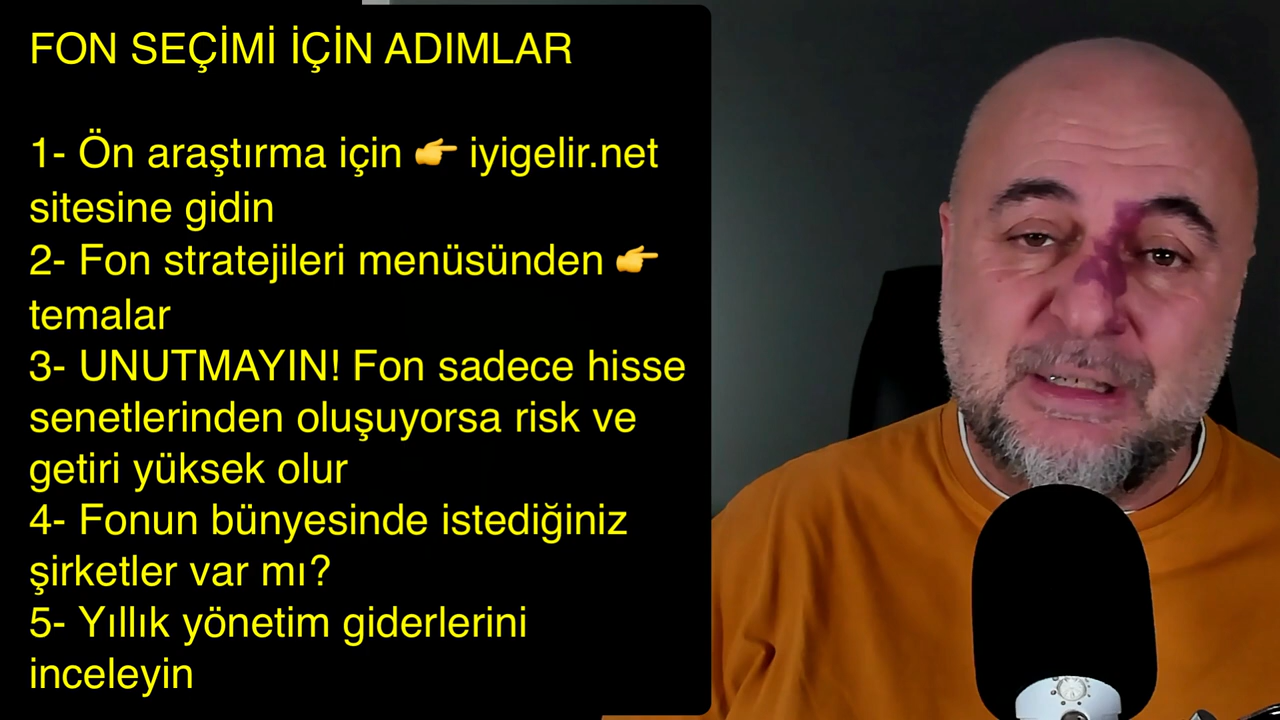 FON SEÇİMİ İÇİN ADIMLAR
1- Ön araştırma için 👉 iyigelir.net
sitesine gidin
2- Fon stratejileri menüsünden 👉
temalar
3- UNUTMAYIN! Fon sadece hisse
senetlerinden oluşuyorsa risk ve
getiri yüksek olur
4- Fonun bünyesinde istediğiniz
şirketler var mı?
5- Yıllık yönetim giderlerini
inceleyin